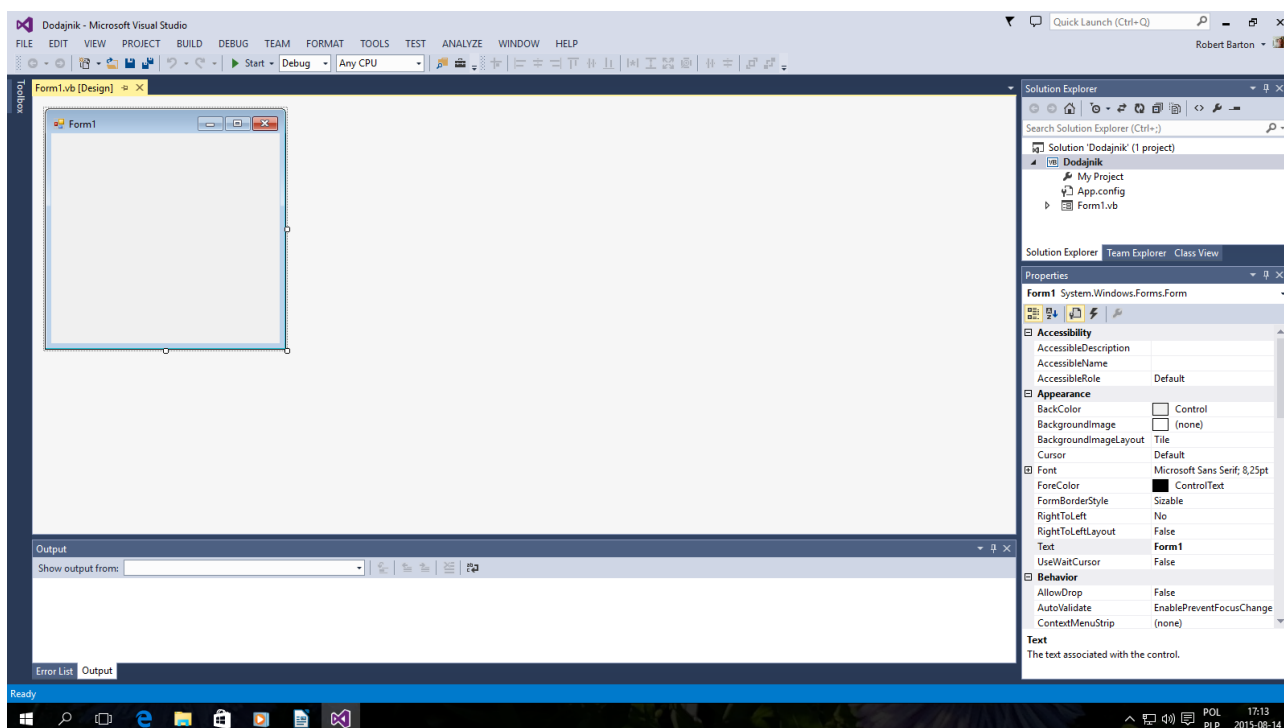 Dodajnik - Microsoft Visual Studio
Quick Launch (Ctrl+Q)
FILE EDIT VIEW PROJECT BUILD DEBUG TEAM FORMAT TOOLS TEST ANALYZE WINDOW HELP
Robert Barton
Start Debug Any CPU
Toolbox
Form1.vb [Design]
Form1
Solution Explorer
Search Solution Explorer (Ctrl+;)
Solution 'Dodajnik' (1 project)
VB Dodajnik
My Project
App.config
Form1.vb
Solution Explorer Team Explorer Class View
Properties
Form1 System.Windows.Forms.Form
Accessibility
AccessibleDescription
AccessibleName
AccessibleRole Default
Appearance
BackColor Control
BackgroundImage (none)
BackgroundImageLayout Tile
Cursor Default
Font Microsoft Sans Serif; 8,25pt
ForeColor ControlText
FormBorderStyle Sizable
RightToLeft No
RightToLeftLayout False
Text Form1
UseWaitCursor False
Behavior
AllowDrop False
AutoValidate EnablePreventFocusChange
ContextMenuStrip (none)
Text
The text associated with the control.
Output
Show output from:
Error List Output
Ready
POL 17:13
PLP 2015-08-14